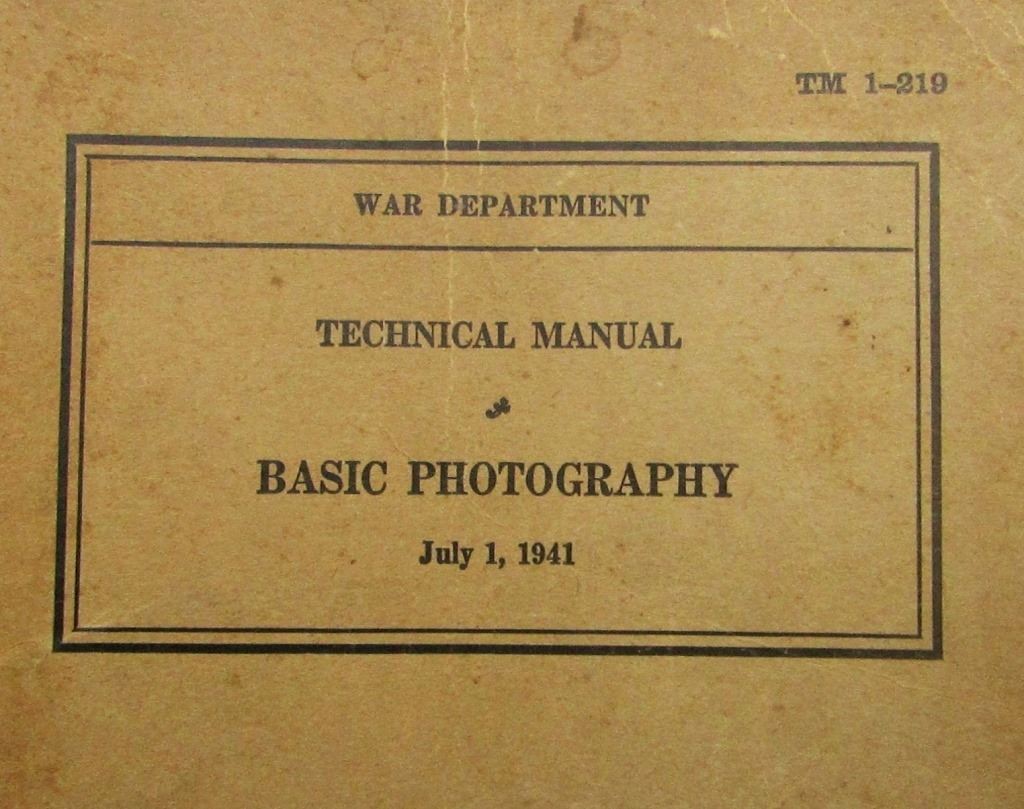 TM 1-219
WAR DEPARTMENT
TECHNICAL MANUAL
BASIC PHOTOGRAPHY
July 1, 1941